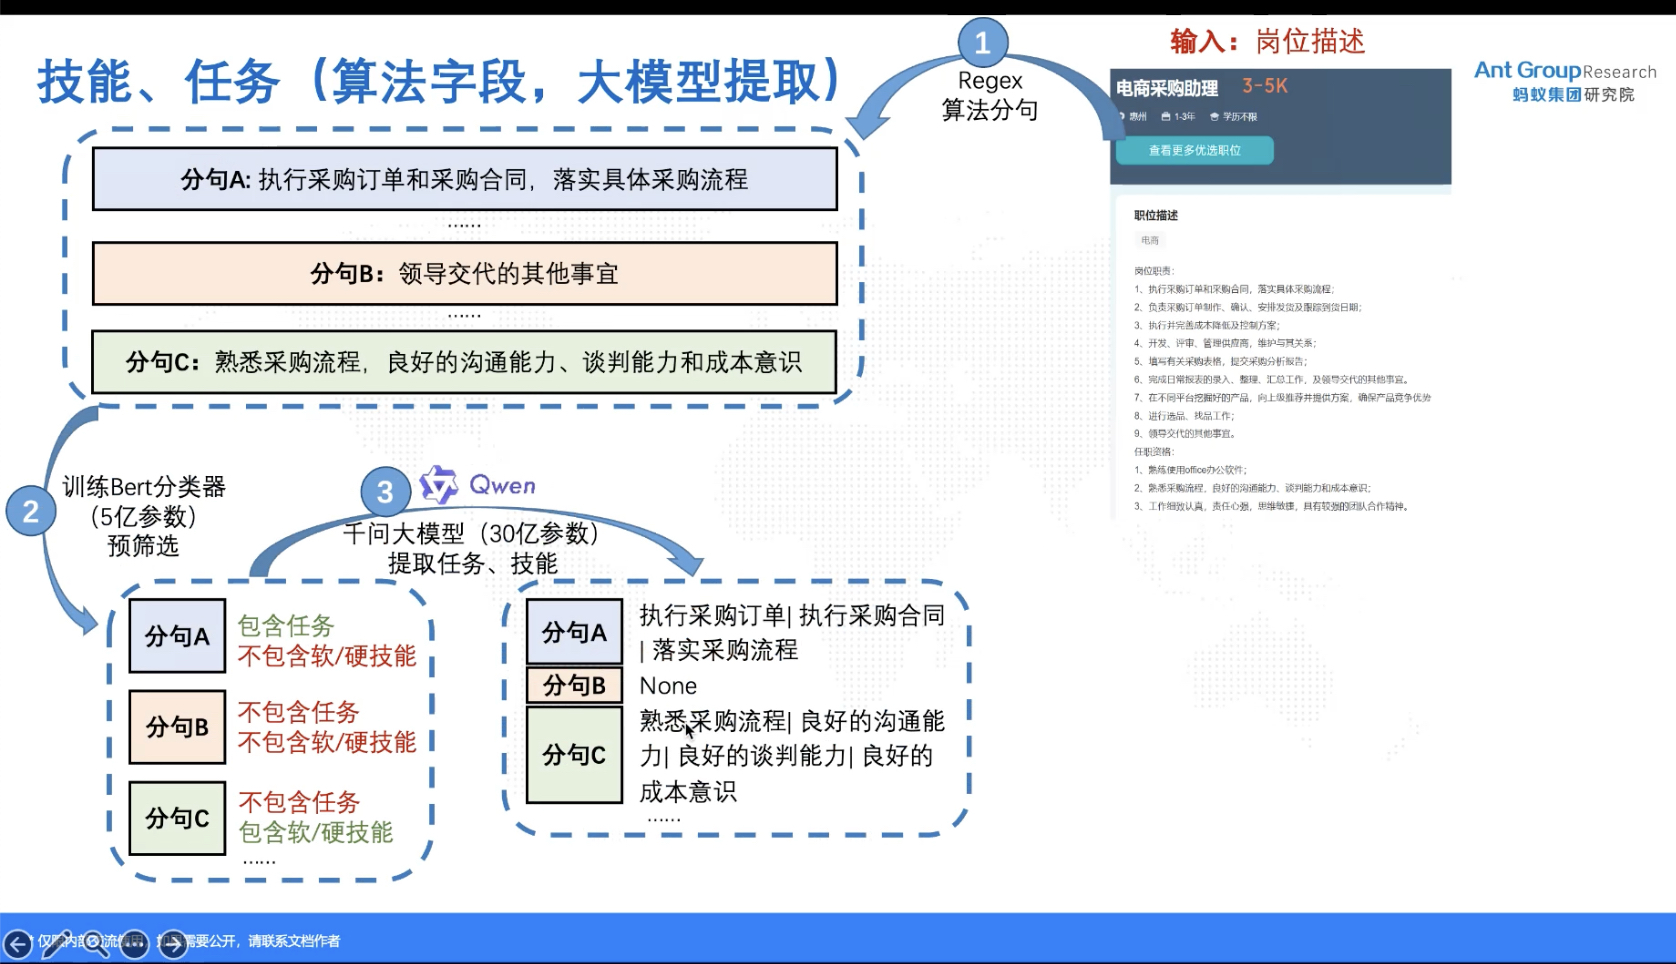 技能、任务（算法字段，大模型提取）
1
Regex
算法分句
输入：岗位描述
Ant Group Research
蚂蚁集团研究院
分句A: 执行采购订单和采购合同，落实具体采购流程
……
分句B：领导交代的其他事宜
……
分句C：熟悉采购流程，良好的沟通能力、谈判能力和成本意识
电商采购助理 3-5K
惠州 1-3年 学历不限
查看更多优选职位
职位描述
电商
岗位职责：
1、执行采购订单和采购合同，落实具体采购流程；
2、负责采购订单制作、确认、安排发货及跟踪到货日期；
3、执行并完善成本降低及控制方案；
4、开发、评审、管理供应商，维护与其关系；
5、填写有关采购表格，提交采购分析报告；
6、完成日常报表的录入、整理、汇总工作，及领导交代的其他事宜。
7、在不同平台挖掘好的产品，向上级推荐并提供方案，确保产品竞争优势
8、进行选品、找品工作；
9、领导交代的其他事宜。
任职资格：
1、熟练使用office办公软件；
2、熟悉采购流程，良好的沟通能力、谈判能力和成本意识；
3、工作细致认真，责任心强，思维敏捷，具有较强的团队合作精神。
2
训练Bert分类器
（5亿参数）
预筛选
3
Qwen
千问大模型（30亿参数）
提取任务、技能
分句A
包含任务
不包含软/硬技能
分句B
不包含任务
不包含软/硬技能
分句C
不包含任务
包含软/硬技能
……
分句A
执行采购订单| 执行采购合同
| 落实采购流程
分句B
None
分句C
熟悉采购流程| 良好的沟通能
力| 良好的谈判能力| 良好的
成本意识
……
仅限内部交流使用，如果需要公开，请联系文档作者